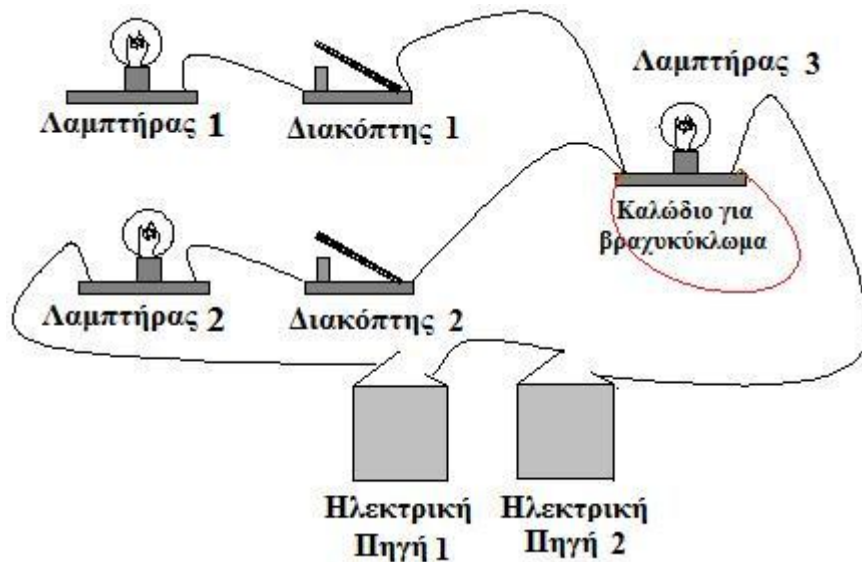 Λαμπτήρας 1
Διακόπτης 1
Λαμπτήρας 3
Καλώδιο για
βραχυκύκλωμα
Λαμπτήρας 2
Διακόπτης 2
Ηλεκτρική
Πηγή 1
Ηλεκτρική
Πηγή 2